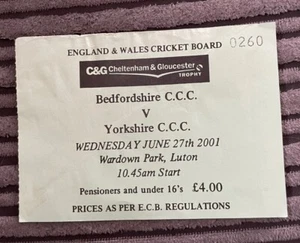 ENGLAND & WALES CRICKET BOARD 0260
C&G Cheltenham & Gloucester
TROPHY
Bedfordshire C.C.C.
V
Yorkshire C.C.C.
WEDNESDAY JUNE 27th 2001
Wardown Park, Luton
10.45am Start
Pensioners and under 16's £4.00
PRICES AS PER E.C.B. REGULATIONS